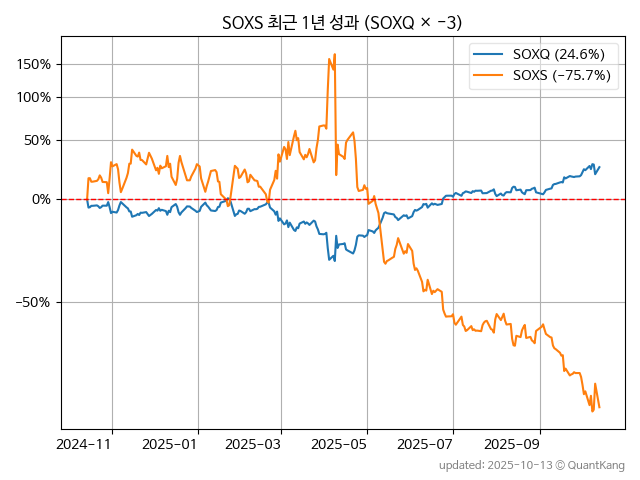 SOXS 최근 1년 성과 (SOXQ × −3)
150%
100%
50%
0%
−50%
SOXQ (24.6%)
SOXS (−75.7%)
2024-11
2025-01
2025-03
2025-05
2025-07
2025-09
updated: 2025-10-13 © QuantKang